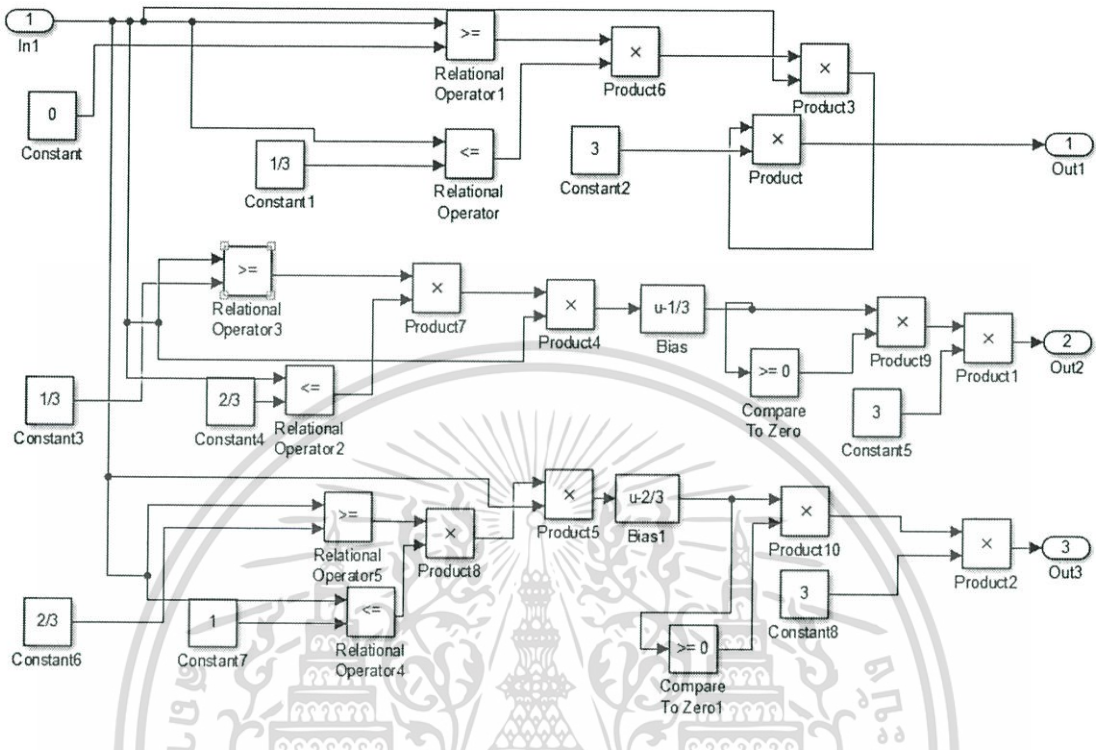 1
In1
>=
Relational
Operator1
×
Product6
×
Product3
0
Constant
1/3
Constant1
<=
Relational
Operator
3
Constant2
×
Product
1
Out1
>=
Relational
Operator3
×
Product7
×
Product4
u-1/3
Bias
>= 0
Compare
To Zero
×
Product9
×
Product1
2
Out2
1/3
Constant3
2/3
Constant4
<=
Relational
Operator2
3
Constant5
>=
Relational
Operator5
×
Product8
×
Product5
u-2/3
Bias1
×
Product10
×
Product2
3
Out3
2/3
Constant6
1
Constant7
<=
Relational
Operator4
>= 0
Compare
To Zero1
3
Constant8